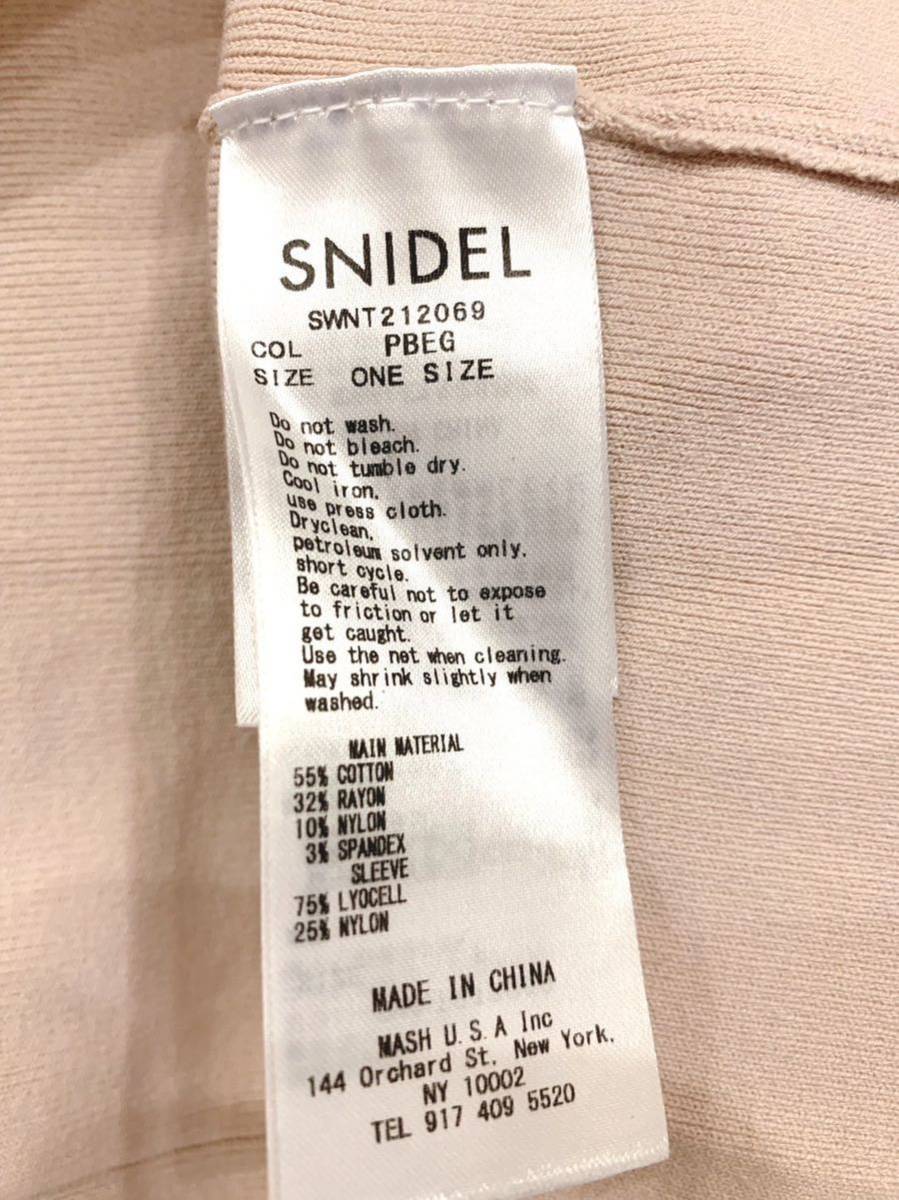 SNIDEL
SWNT212069
COL PBEG
SIZE ONE SIZE
Do not wash.
Do not bleach.
Do not tumble dry.
Cool iron,
use press cloth.
Dryclean,
petroleum solvent only.
short cycle.
Be careful not to expose
to friction or let it
get caught.
Use the net when cleaning.
May shrink slightly when
washed.
MAIN MATERIAL
55% COTTON
32% RAYON
10% NYLON
3% SPANDEX
SLEEVE
75% LYOCELL
25% NYLON
MADE IN CHINA
MASH U.S.A Inc
144 Orchard St. New York.
NY 10002
TEL 917 409 5520